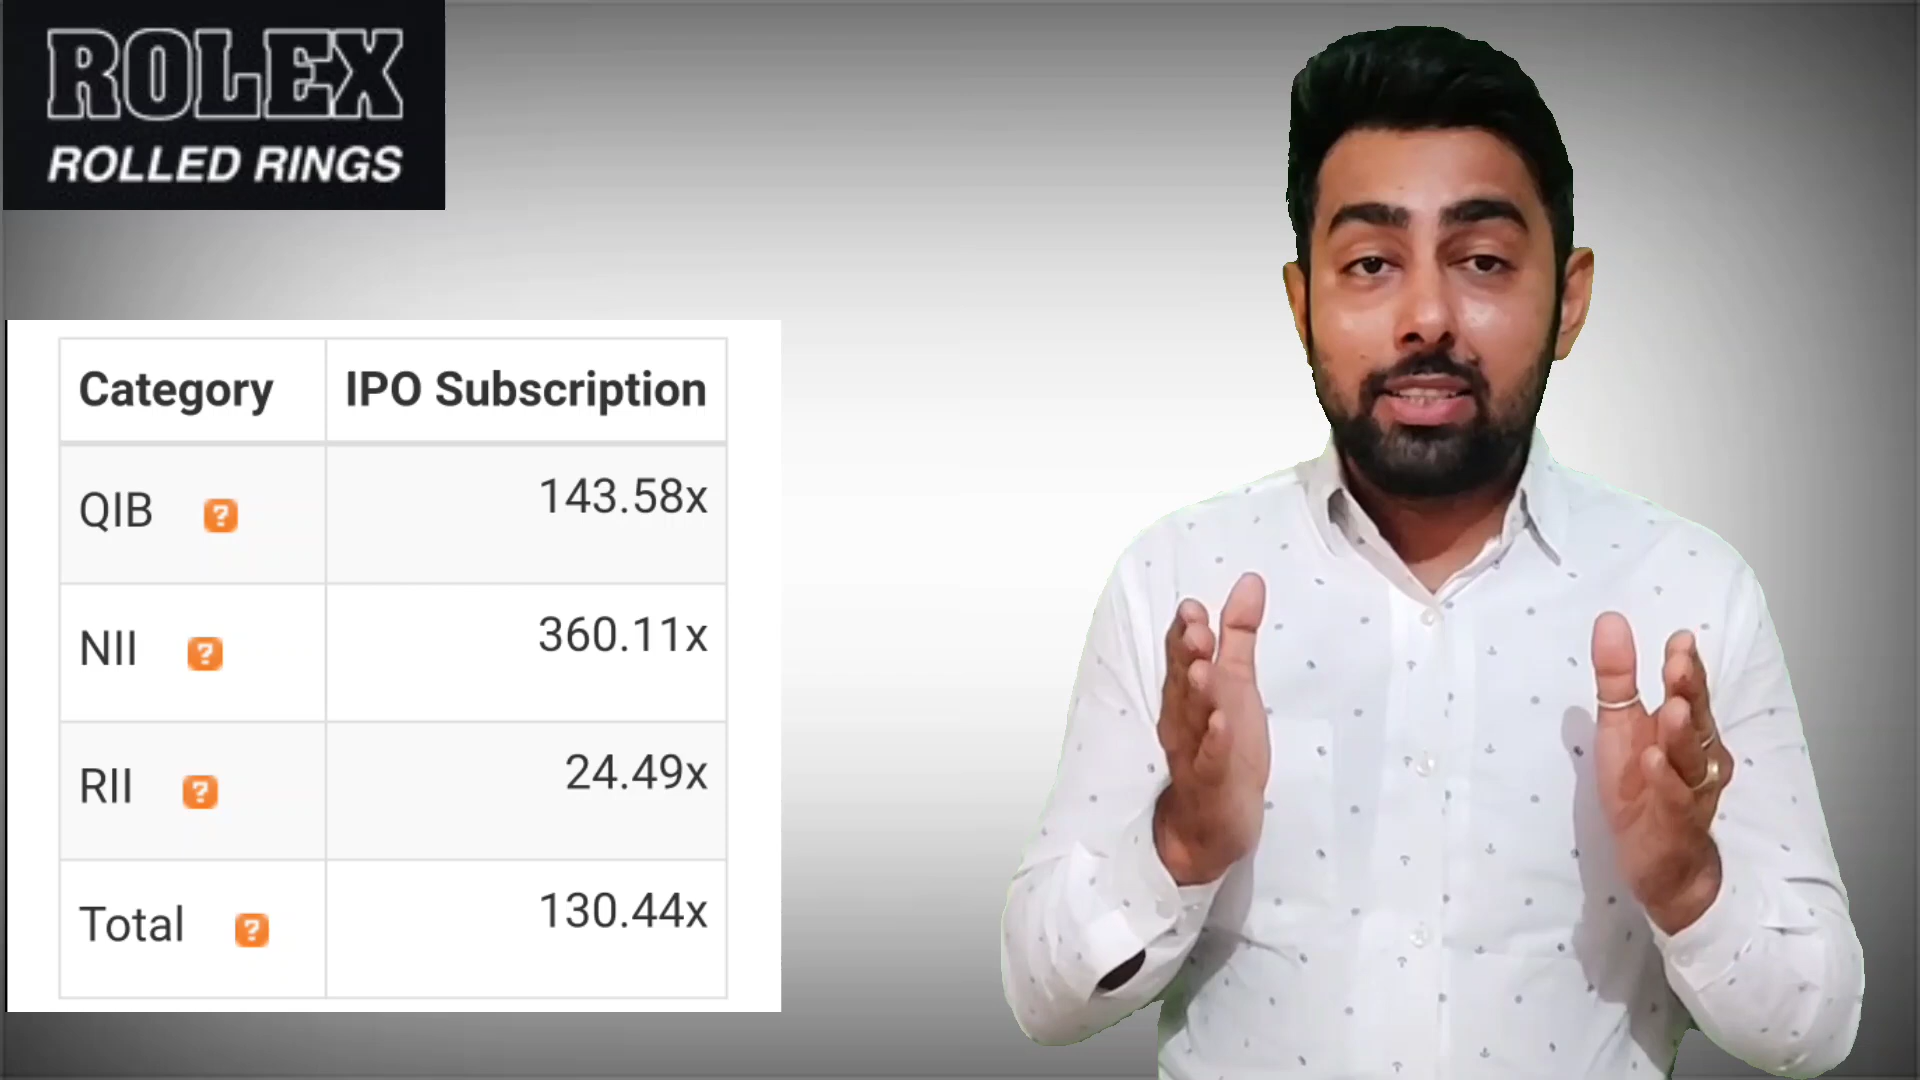 ROLEX
ROLLED RINGS
Category IPO Subscription
QIB ? 143.58x
NII ? 360.11x
RII ? 24.49x
Total ? 130.44x